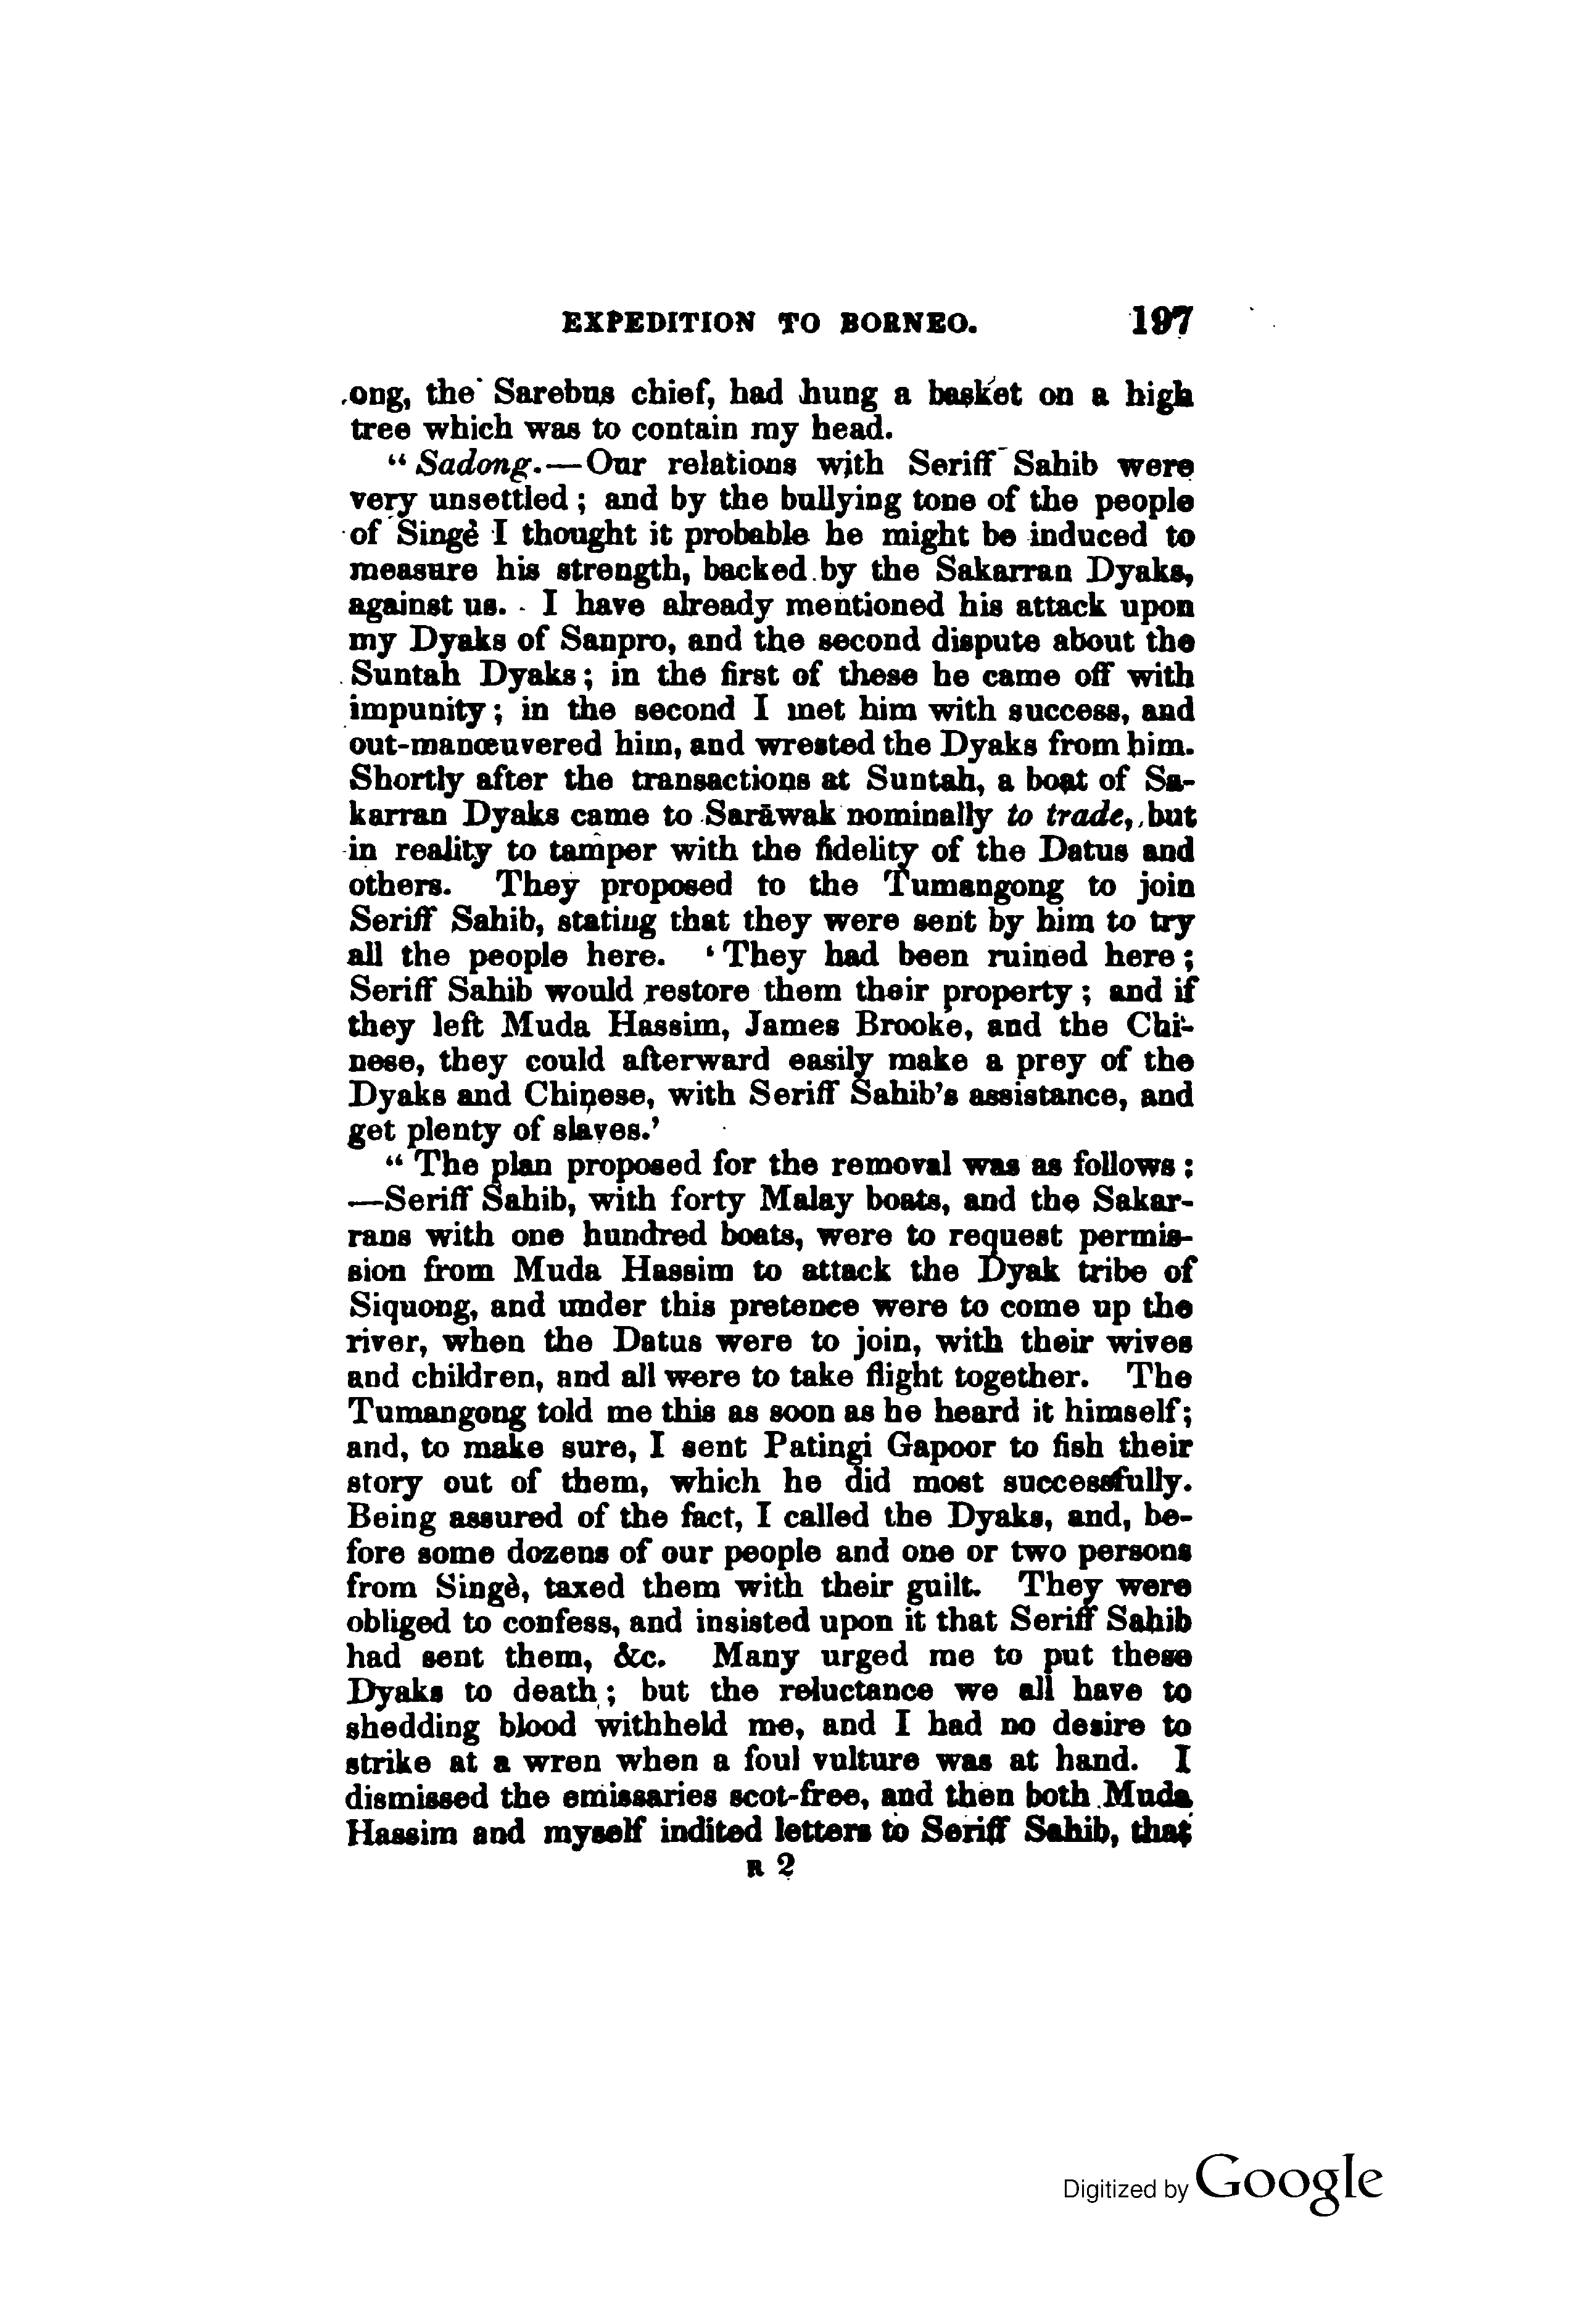 EXPEDITION TO BORNEO. 197
ong, the Sarebus chief, had hung a basket on a high
tree which was to contain my head.
“ Sadong.—Our relations with Seriff Sahib were
very unsettled ; and by the bullying tone of the people
of Singè I thought it probable he might be induced to
measure his strength, backed by the Sakarran Dyaks,
against us. I have already mentioned his attack upon
my Dyaks of Sanpro, and the second dispute about the
Suntah Dyaks ; in the first of these he came off with
impunity ; in the second I met him with success, and
out-manœuvered him, and wrested the Dyaks from him.
Shortly after the transactions at Suntah, a boat of Sa-
karran Dyaks came to Sarāwak nominally to trade, but
in reality to tamper with the fidelity of the Datus and
others. They proposed to the Tumangong to join
Seriff Sahib, stating that they were sent by him to try
all the people here. ‘ They had been ruined here ;
Seriff Sahib would restore them their property ; and if
they left Muda Hassim, James Brooke, and the Chi-
nese, they could afterward easily make a prey of the
Dyaks and Chinese, with Seriff Sahib’s assistance, and
get plenty of slaves.’
“ The plan proposed for the removal was as follows :
—Seriff Sahib, with forty Malay boats, and the Sakar-
rans with one hundred boats, were to request permis-
sion from Muda Hassim to attack the Dyak tribe of
Siquong, and under this pretence were to come up the
river, when the Datus were to join, with their wives
and children, and all were to take flight together. The
Tumangong told me this as soon as he heard it himself ;
and, to make sure, I sent Patingi Gapoor to fish their
story out of them, which he did most successfully.
Being assured of the fact, I called the Dyaks, and, be-
fore some dozens of our people and one or two persons
from Singè, taxed them with their guilt. They were
obliged to confess, and insisted upon it that Seriff Sahib
had sent them, &c. Many urged me to put these
Dyaks to death ; but the reluctance we all have to
shedding blood withheld me, and I had no desire to
strike at a wren when a foul vulture was at hand. I
dismissed the emissaries scot-free, and then both Muda
Hassim and myself indited letters to Seriff Sahib, that
R 2
Digitized by Google